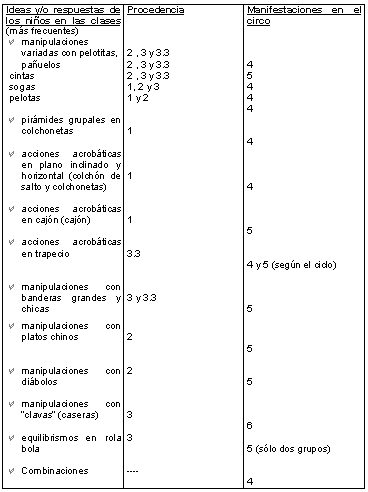 Ideas y/o respuestas de los niños en las clases (más frecuentes)
Procedencia
Manifestaciones en el circo
manipulaciones
variadas con pelotitas, 2 , 3 y 3.3
pañuelos 2 , 3 y 3.3 4
cintas 2 , 3 y 3.3 5
sogas 1, 2 y 3 4
pelotas 1 y 2 4
4
pirámides grupales en
colchonetas 1
4
acciones acrobáticas
en plano inclinado y
horizontal (colchón de 1
salto y colchonetas) 4
acciones acrobáticas
en cajón (cajón) 1
5
acciones acrobáticas
en trapecio 3.3
4 y 5 (según el ciclo)
manipulaciones con
banderas grandes y 3 y 3.3
chicas 5
manipulaciones con
platos chinos 2
5
manipulaciones con 2
diábolos 5
manipulaciones con
"clavas" (caseras) 3
6
equilibrismos en rola 3
bola 5 (sólo dos grupos)
Combinaciones ----
4